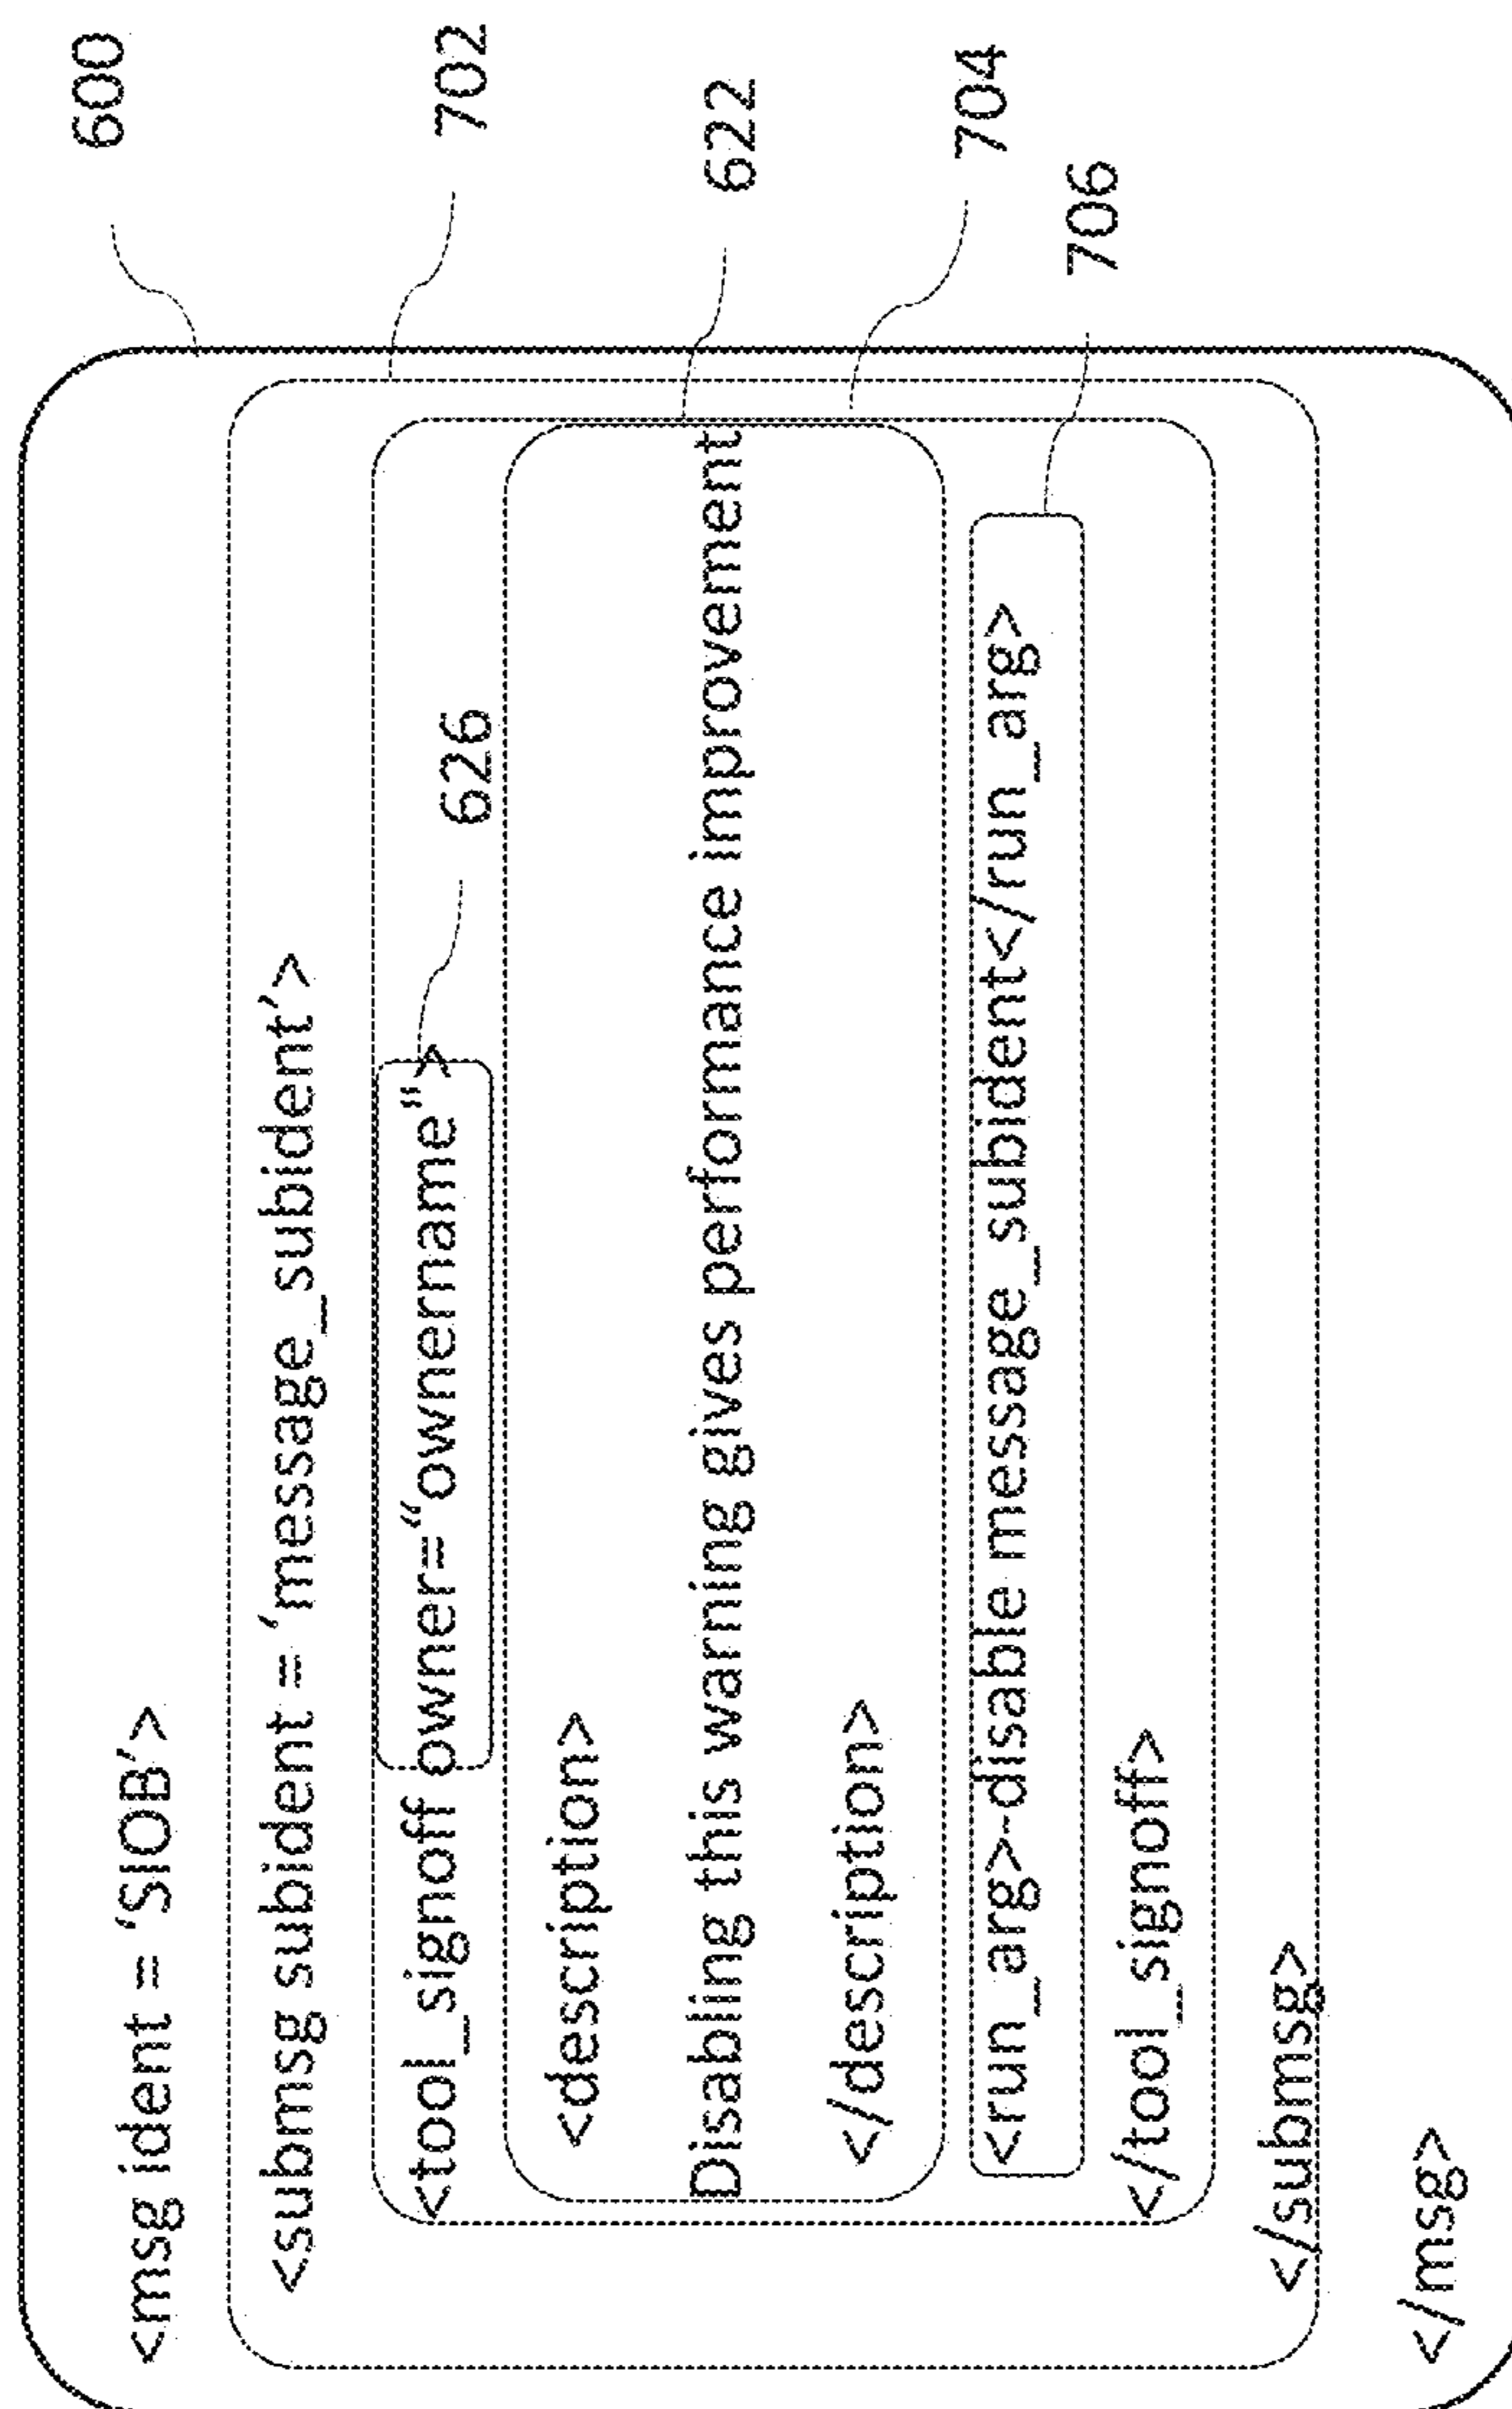 <msg ident = ‘SIOB’>
600
<submsg subident = ‘message_subident’>
702
<tool_signoff owner=“ownername">
626
<description>
Disabling this warning gives performance improvement
622
</description>
704
<run_arg>-disable message_subident</run_arg>
706
</tool_signoff>
</submsg>
</msg>